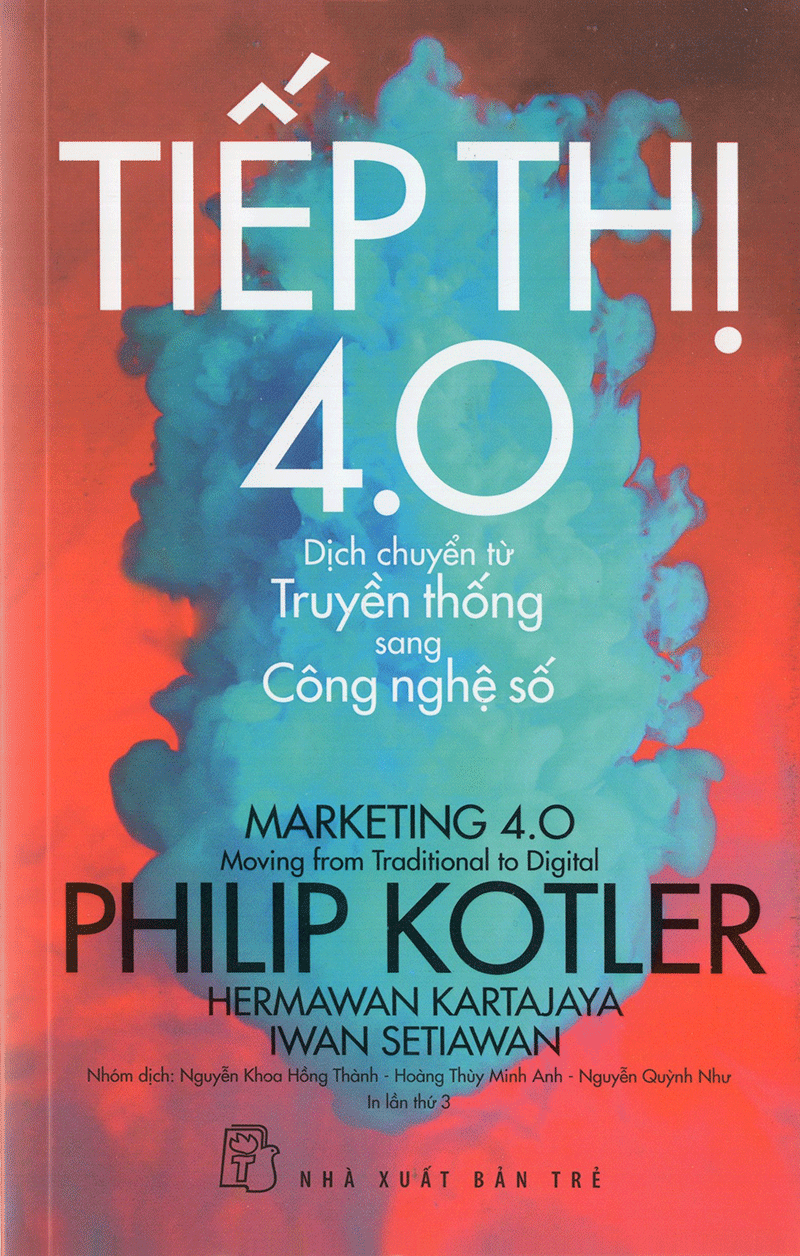 TIẾP THỊ
4.0
Dịch chuyển từ
Truyền thống
sang
Công nghệ số
MARKETING 4.0
Moving from Traditional to Digital
PHILIP KOTLER
HERMAWAN KARTAJAYA
IWAN SETIAWAN
Nhóm dịch: Nguyễn Khoa Hồng Thành - Hoàng Thùy Minh Anh - Nguyễn Quỳnh Như
In lần thứ 3
T
NHÀ XUẤT BẢN TRẺ